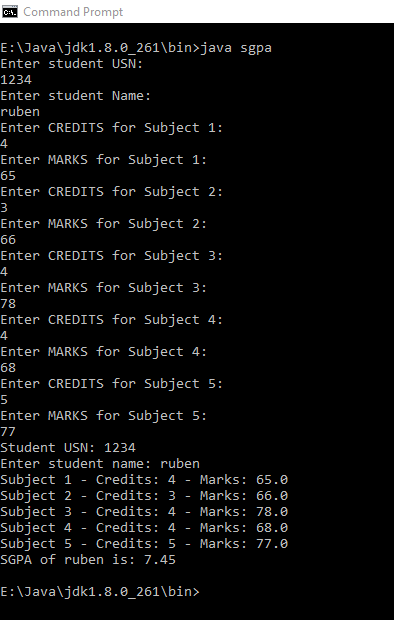 Command Prompt
E:\Java\jdk1.8.0_261\bin>java sgpa
Enter student USN:
1234
Enter student Name:
ruben
Enter CREDITS for Subject 1:
4
Enter MARKS for Subject 1:
65
Enter CREDITS for Subject 2:
3
Enter MARKS for Subject 2:
66
Enter CREDITS for Subject 3:
4
Enter MARKS for Subject 3:
78
Enter CREDITS for Subject 4:
4
Enter MARKS for Subject 4:
68
Enter CREDITS for Subject 5:
5
Enter MARKS for Subject 5:
77
Student USN: 1234
Enter student name: ruben
Subject 1 - Credits: 4 - Marks: 65.0
Subject 2 - Credits: 3 - Marks: 66.0
Subject 3 - Credits: 4 - Marks: 78.0
Subject 4 - Credits: 4 - Marks: 68.0
Subject 5 - Credits: 5 - Marks: 77.0
SGPA of ruben is: 7.45
E:\Java\jdk1.8.0_261\bin>